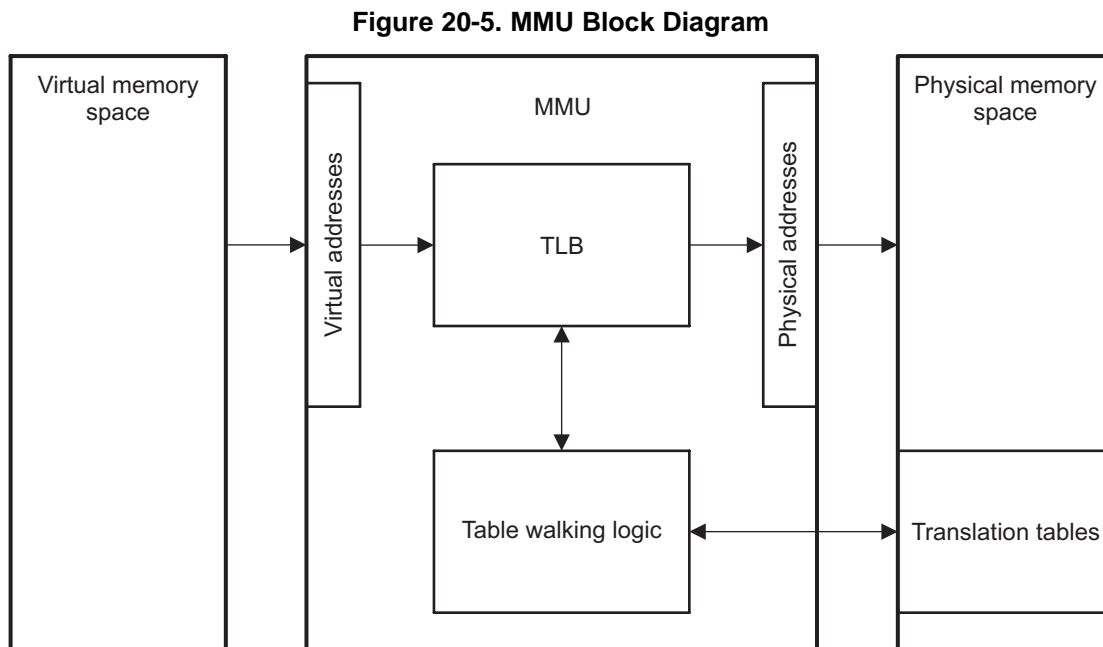 Figure 20-5. MMU Block Diagram
Virtual memory
space
MMU
Physical memory
space
Virtual addresses
TLB
Physical addresses
Table walking logic
Translation tables